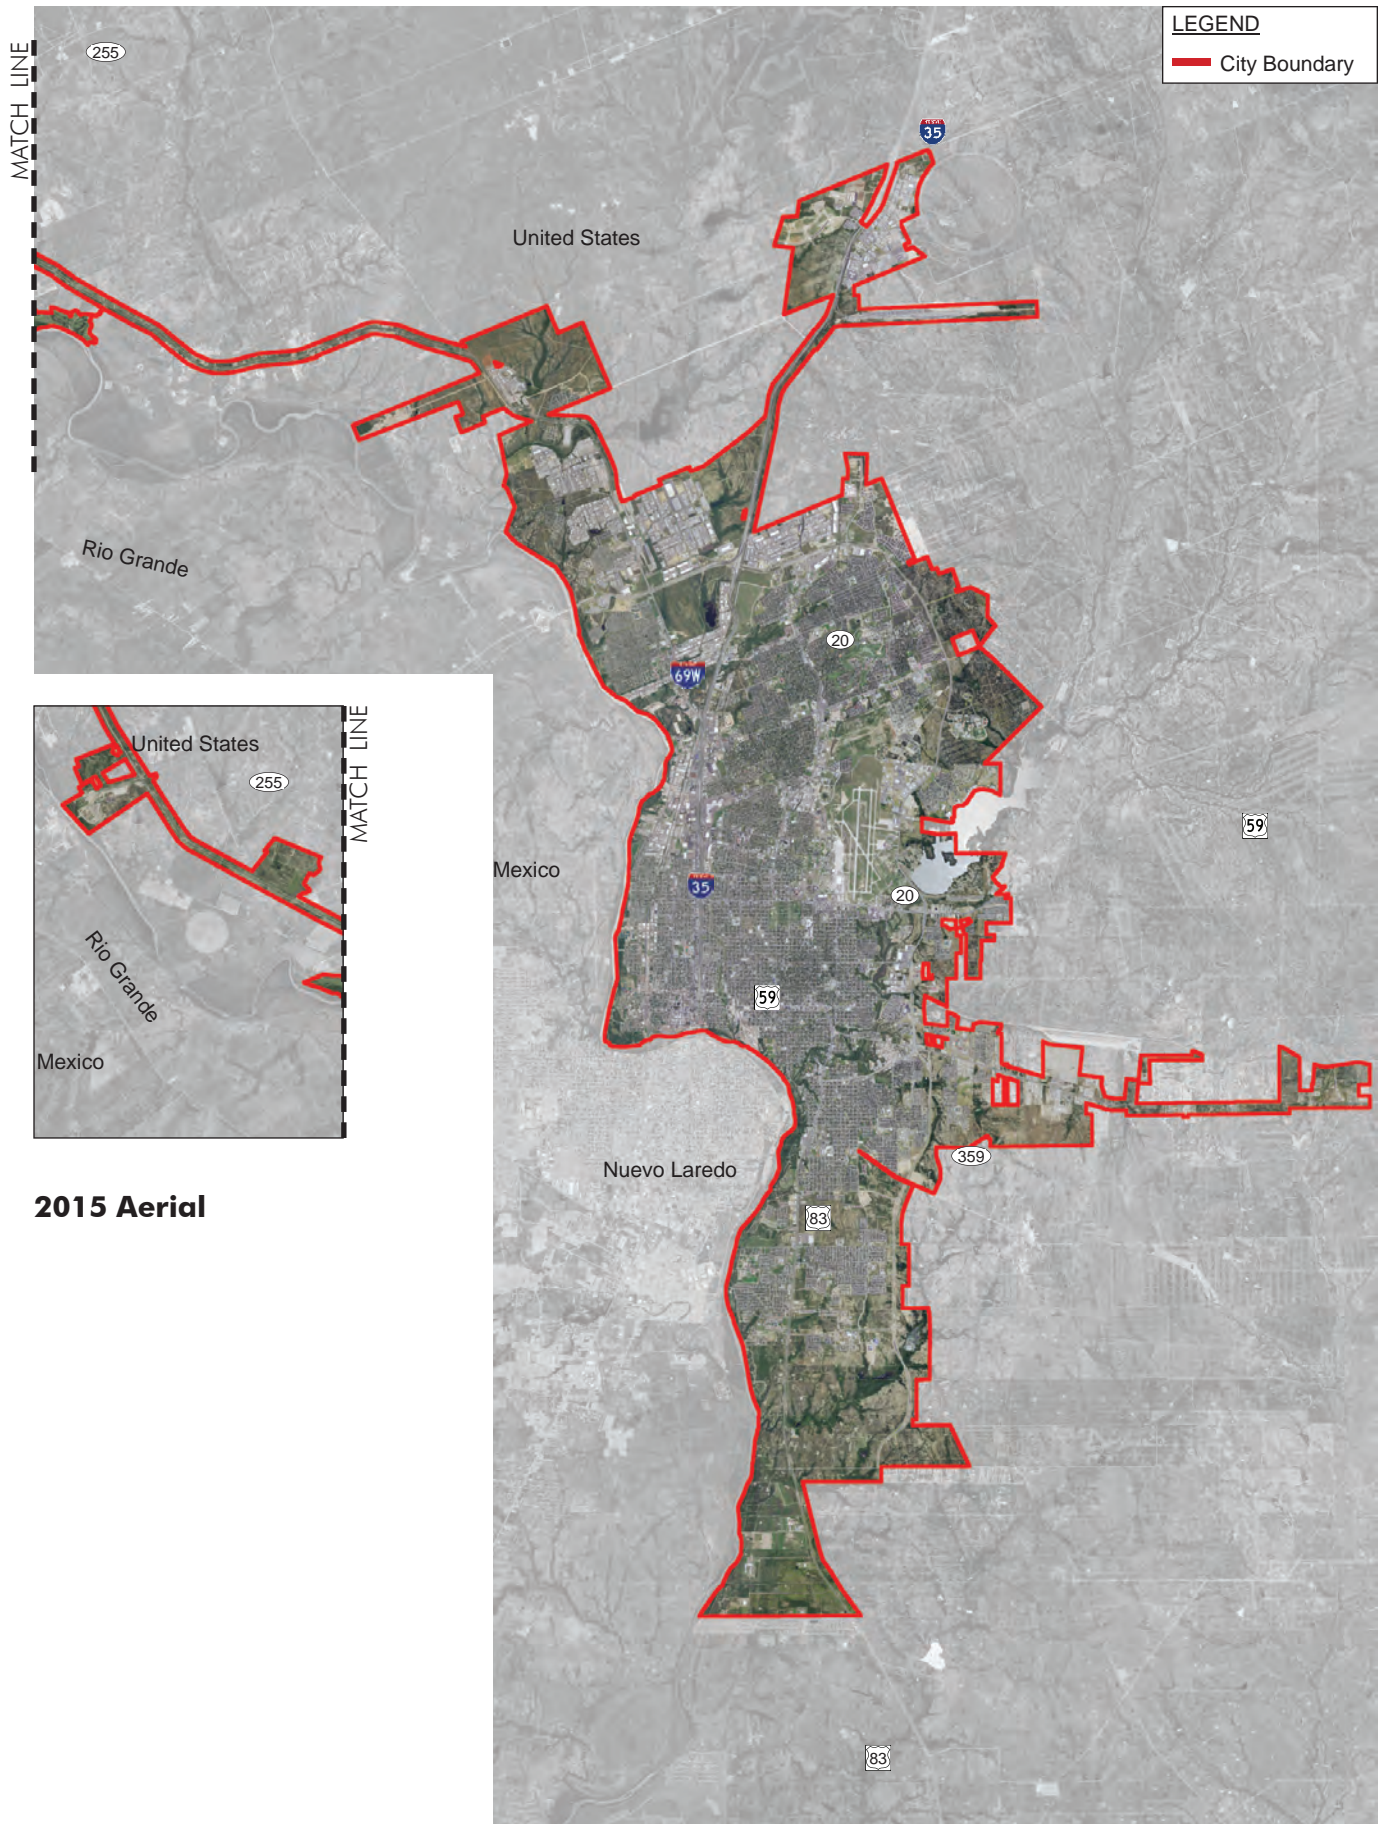 LEGEND
City Boundary
MATCH LINE
255
35
United States
Rio Grande
20
69W
MATCH LINE
United States
255
59
Mexico
35
20
Rio Grande
59
Mexico
359
Nuevo Laredo
2015 Aerial
83
83